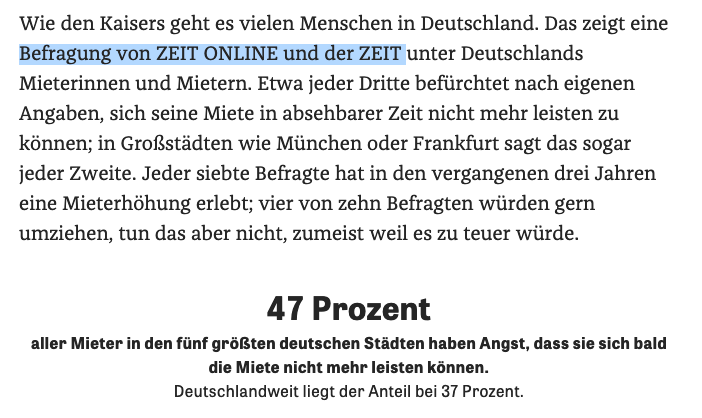 Wie den Kaisers geht es vielen Menschen in Deutschland. Das zeigt eine
Befragung von ZEIT ONLINE und der ZEIT unter Deutschlands
Mieterinnen und Mietern. Etwa jeder Dritte befürchtet nach eigenen
Angaben, sich seine Miete in absehbarer Zeit nicht mehr leisten zu
können; in Großstädten wie München oder Frankfurt sagt das sogar
jeder Zweite. Jeder siebte Befragte hat in den vergangenen drei Jahren
eine Mieterhöhung erlebt; vier von zehn Befragten würden gern
umziehen, tun das aber nicht, zumeist weil es zu teuer würde.
47 Prozent
aller Mieter in den fünf größten deutschen Städten haben Angst, dass sie sich bald
die Miete nicht mehr leisten können.
Deutschlandweit liegt der Anteil bei 37 Prozent.